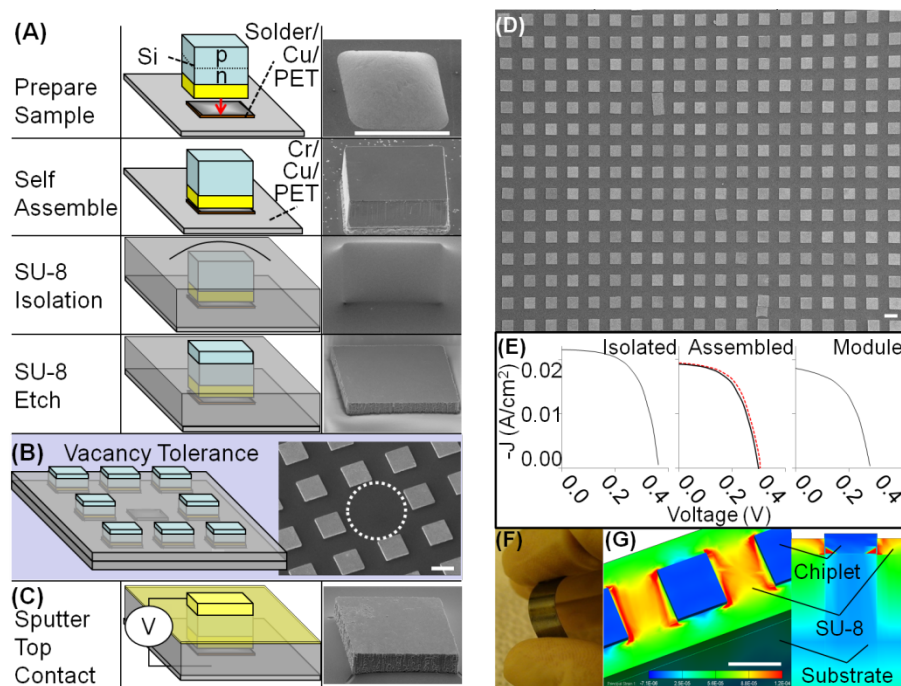 (A)
Si
p
n
Solder/
Cu/
PET
Prepare
Sample
Self
Assemble
Cr/
Cu/
PET
SU-8
Isolation
SU-8
Etch
(B)
Vacancy Tolerance
(C)
Sputter
Top
Contact
V
(D)
(E)
Isolated
Assembled
Module
-J (A/cm²)
0.02
0.01
0.00
0.0
0.2
0.4
0.0
0.2
0.4
0.0
0.2
0.4
Voltage (V)
(F)
(G)
Chiplet
SU-8
Substrate